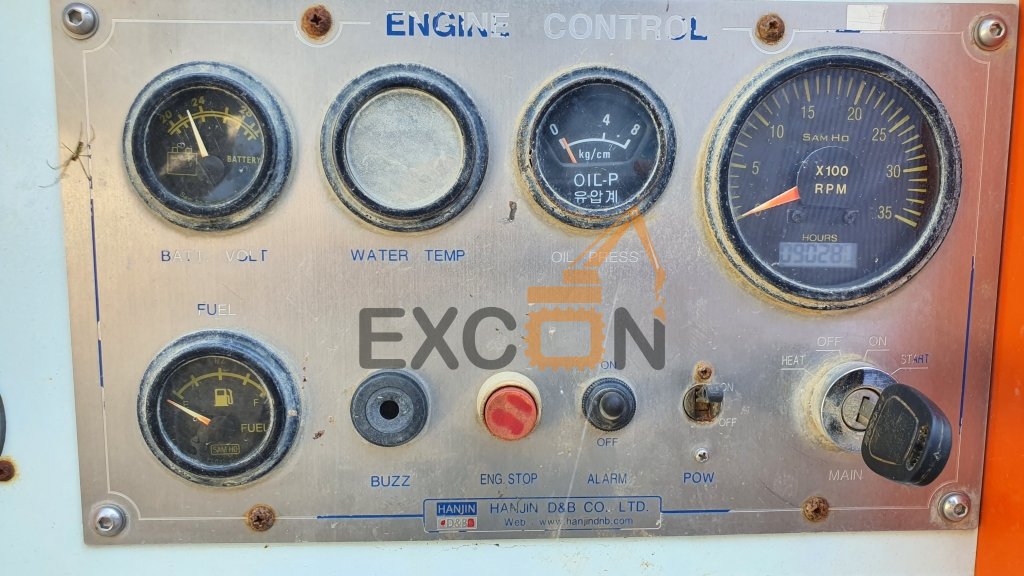 ENGINE CONTROL
20 24 28
BATTERY
0 4 8
kg/cm²
OIL-P
유압계
5 10 15 20 25 30 35
SAM HO
X100
RPM
HOURS
BATT. VOLT
WATER TEMP
OIL PRESS
EXCON
FUEL
F
FUEL
SAM HO
ON
OFF
ON
OFF
HEAT OFF ON START
BUZZ
ENG.STOP
ALARM
POW
MAIN
HANJIN
D&B
HANJIN D&B CO., LTD.
Web : www.hanjindnb.com